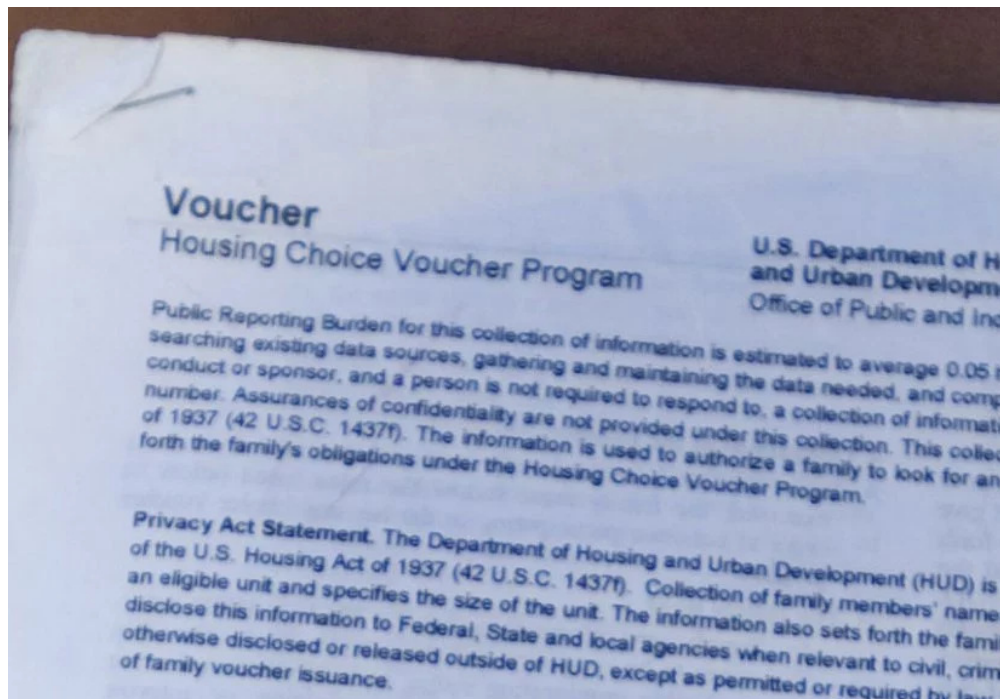 Voucher
Housing Choice Voucher Program
U.S. Department of H
and Urban Developm
Office of Public and Ind
Public Reporting Burden for this collection of information is estimated to average 0.05
searching existing data sources, gathering and maintaining the data needed, and comp
conduct or sponsor, and a person is not required to respond to, a collection of informati
number. Assurances of confidentiality are not provided under this collection. This collec
of 1937 (42 U.S.C. 1437f). The information is used to authorize a family to look for an
forth the family's obligations under the Housing Choice Voucher Program.
Privacy Act Statement. The Department of Housing and Urban Development (HUD) is
of the U.S. Housing Act of 1937 (42 U.S.C. 1437f). Collection of family members' name
an eligible unit and specifies the size of the unit. The information also sets forth the fami
disclose this information to Federal, State and local agencies when relevant to civil, crim
otherwise disclosed or released outside of HUD, except as permitted or required by law
of family voucher issuance.